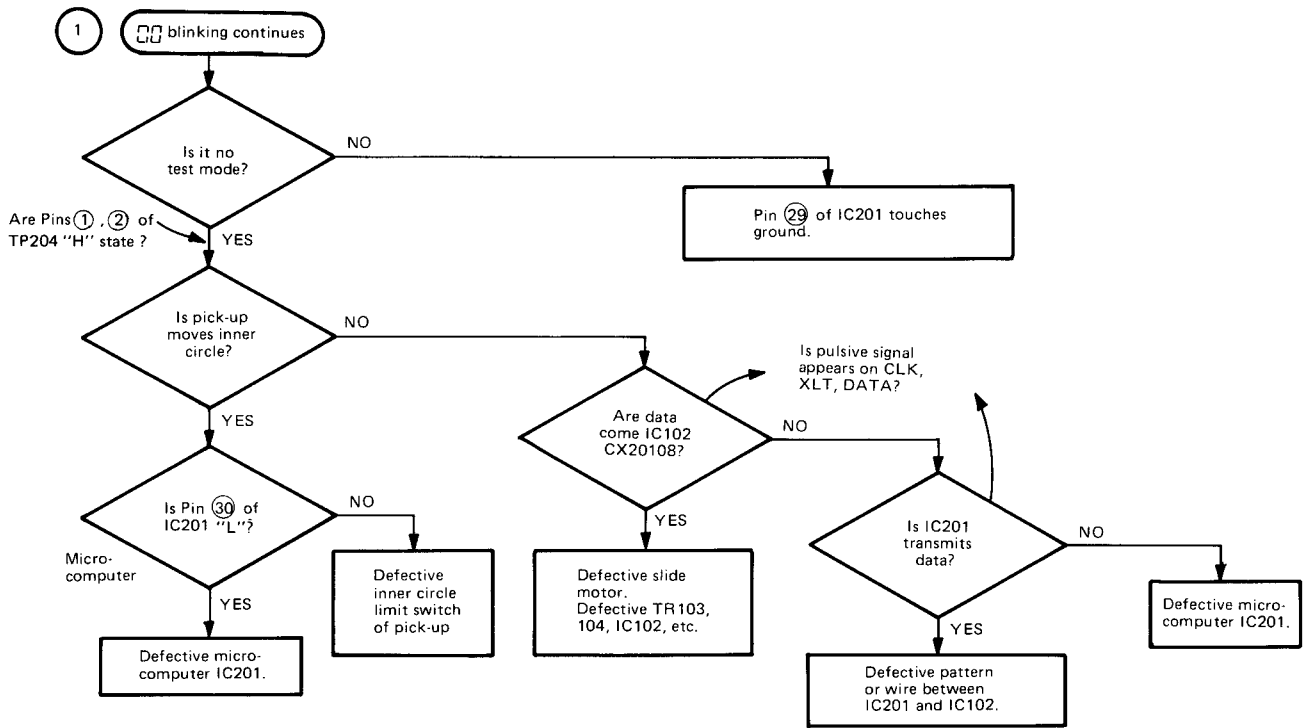 1
00 blinking continues
Is it no
test mode?
NO
Pin 29 of IC201 touches
ground.
Are Pins 1 , 2 of
TP204 "H" state ?
YES
Is pick-up
moves inner
circle?
NO
Is pulsive signal
appears on CLK,
XLT, DATA?
YES
Are data
come IC102
CX20108?
NO
Is Pin 30 of
IC201 "L"?
NO
Micro-
computer
YES
Is IC201
transmits
data?
NO
Defective
inner circle
limit switch
of pick-up
Defective slide
motor.
Defective TR103,
104, IC102, etc.
YES
Defective micro-
computer IC201.
YES
Defective micro-
computer IC201.
Defective pattern
or wire between
IC201 and IC102.